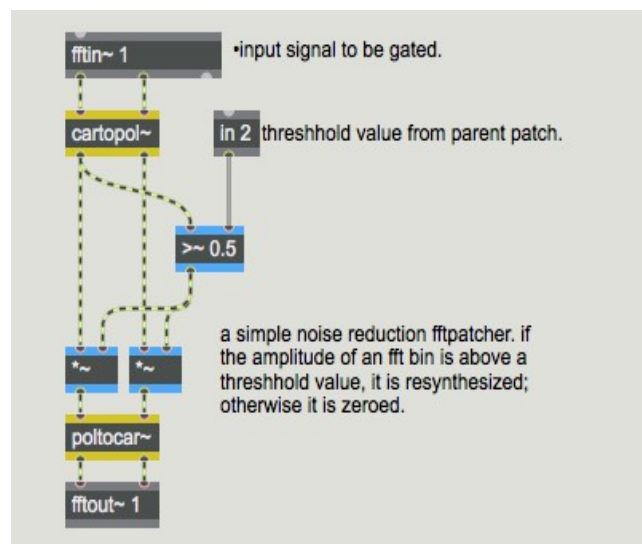 fftin~ 1
•input signal to be gated.
cartopol~
in 2
threshhold value from parent patch.
>~ 0.5
a simple noise reduction fftpatcher. if
the amplitude of an fft bin is above a
threshhold value, it is resynthesized;
otherwise it is zeroed.
*~
*~
poltocar~
fftout~ 1